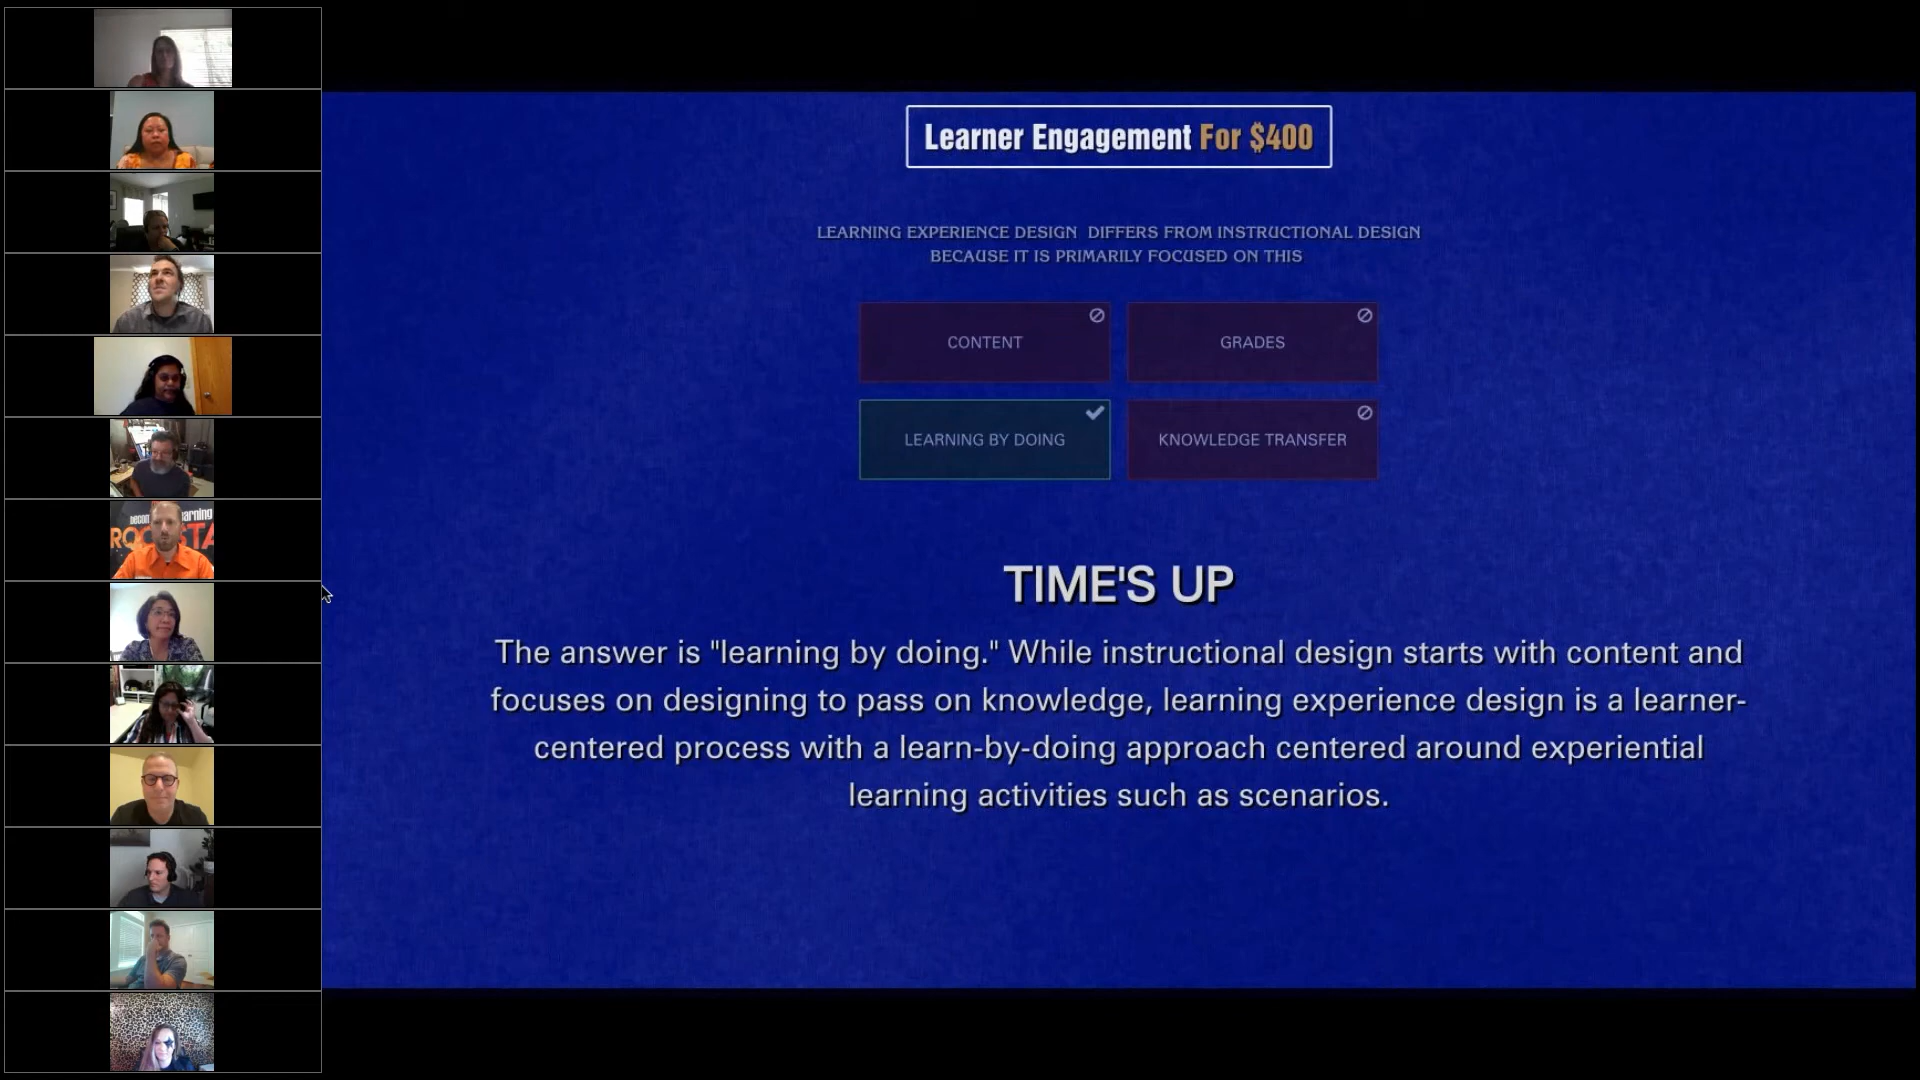 Learner Engagement For $400
LEARNING EXPERIENCE DESIGN DIFFERS FROM INSTRUCTIONAL DESIGN
BECAUSE IT IS PRIMARILY FOCUSED ON THIS
CONTENT
GRADES
LEARNING BY DOING
KNOWLEDGE TRANSFER
TIME'S UP
The answer is "learning by doing." While instructional design starts with content and
focuses on designing to pass on knowledge, learning experience design is a learner-
centered process with a learn-by-doing approach centered around experiential
learning activities such as scenarios.